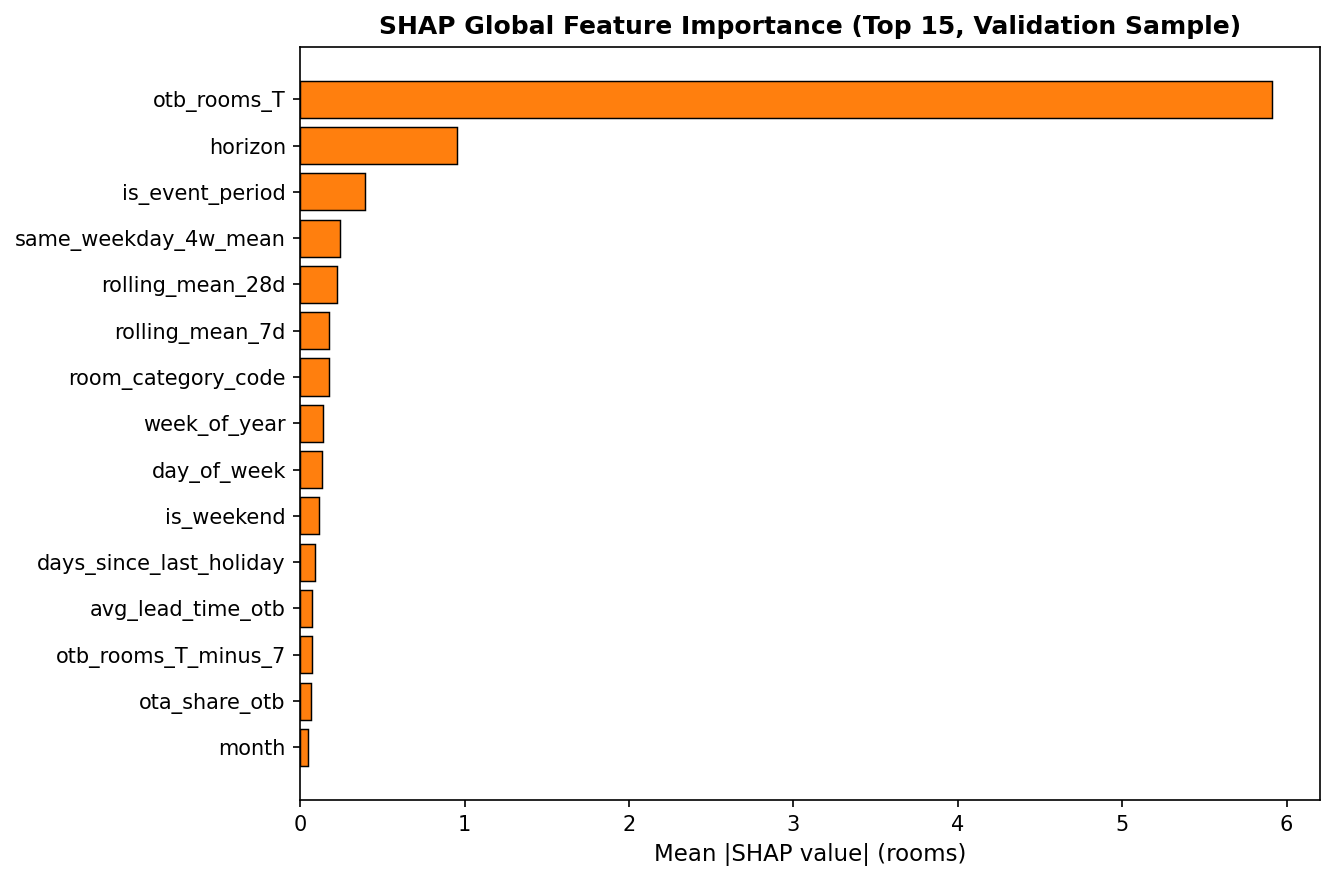 SHAP Global Feature Importance (Top 15, Validation Sample)
otb_rooms_T
horizon
is_event_period
same_weekday_4w_mean
rolling_mean_28d
rolling_mean_7d
room_category_code
week_of_year
day_of_week
is_weekend
days_since_last_holiday
avg_lead_time_otb
otb_rooms_T_minus_7
ota_share_otb
month
0 1 2 3 4 5 6
Mean |SHAP value| (rooms)